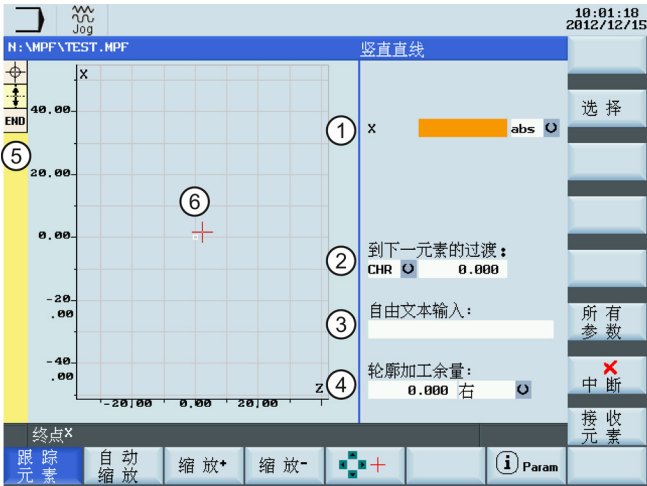 Jog
10:01:18
2012/12/15
N:\MPF\TEST.MPF
竖直直线
X
40.00
END
5
20.00
6
0.00
-20
.00
-40
.00
Z
-20.00
0.00
20.00
1
X
abs
2
到下一元素的过渡:
CHR
0.000
3
自由文本输入:
4
轮廓加工余量:
0.000
右
选择
所有
参数
中断
接收
元素
终点X
跟踪
元素
自动
缩放
缩放+
缩放-
i Param